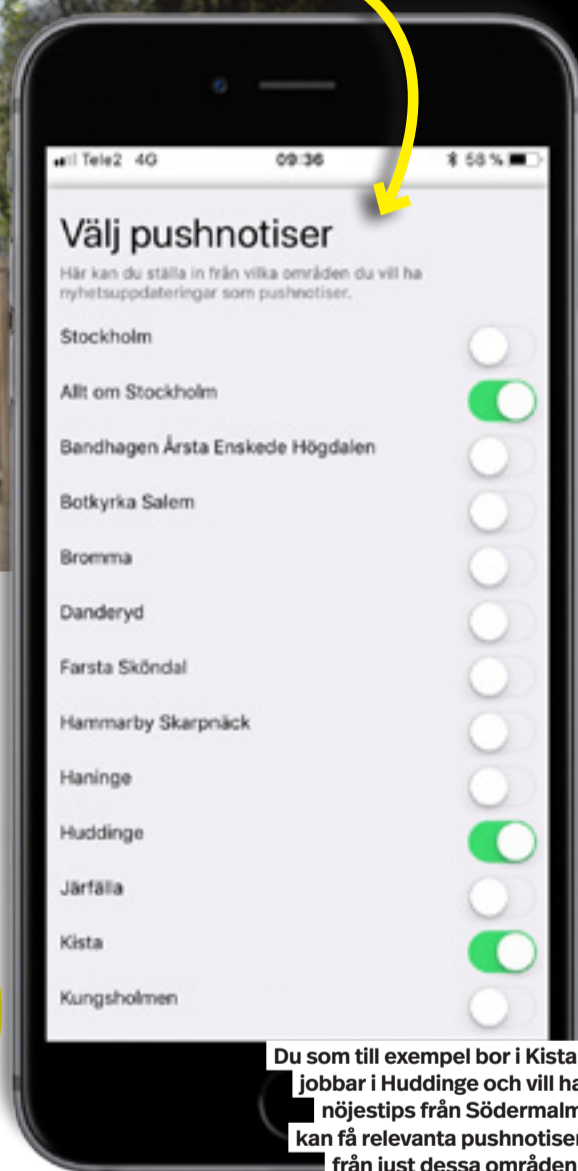 Tele2 4G 09:36 58 %
Välj pushnotiser
Här kan du ställa in från vilka områden du vill ha
nyhetsuppdateringar som pushnotiser.
Stockholm
Allt om Stockholm
Bandhagen Årsta Enskede Högdalen
Botkyrka Salem
Bromma
Danderyd
Farsta Sköndal
Hammarby Skarpnäck
Haninge
Huddinge
Järfälla
Kista
Kungsholmen
Du som till exempel bor i Kista
jobbar i Huddinge och vill ha
nöjestips från Södermalm
kan få relevanta pushnotiser
från just dessa områden